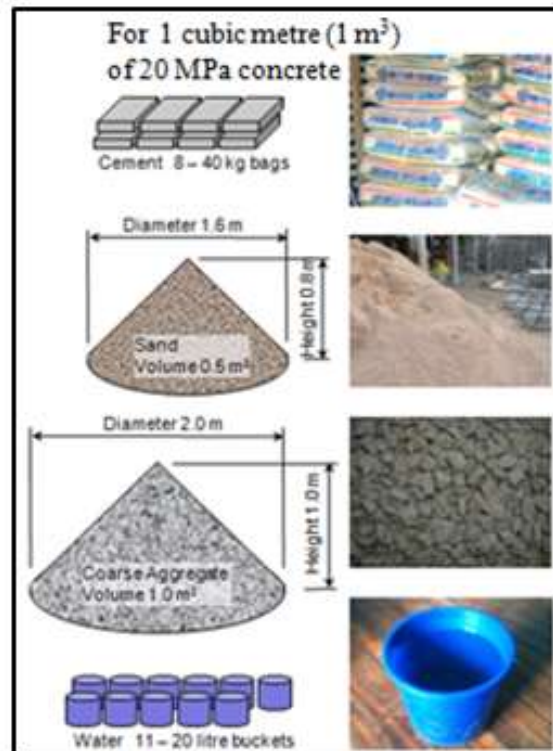 For 1 cubic metre (1 m³)
of 20 MPa concrete
Cement 8 – 40 kg bags
Diameter 1.6 m
Height 0.8 m
Sand
Volume 0.5 m³
Diameter 2.0 m
Height 1.0 m
Coarse Aggregate
Volume 1.0 m³
Water 11 – 20 litre buckets